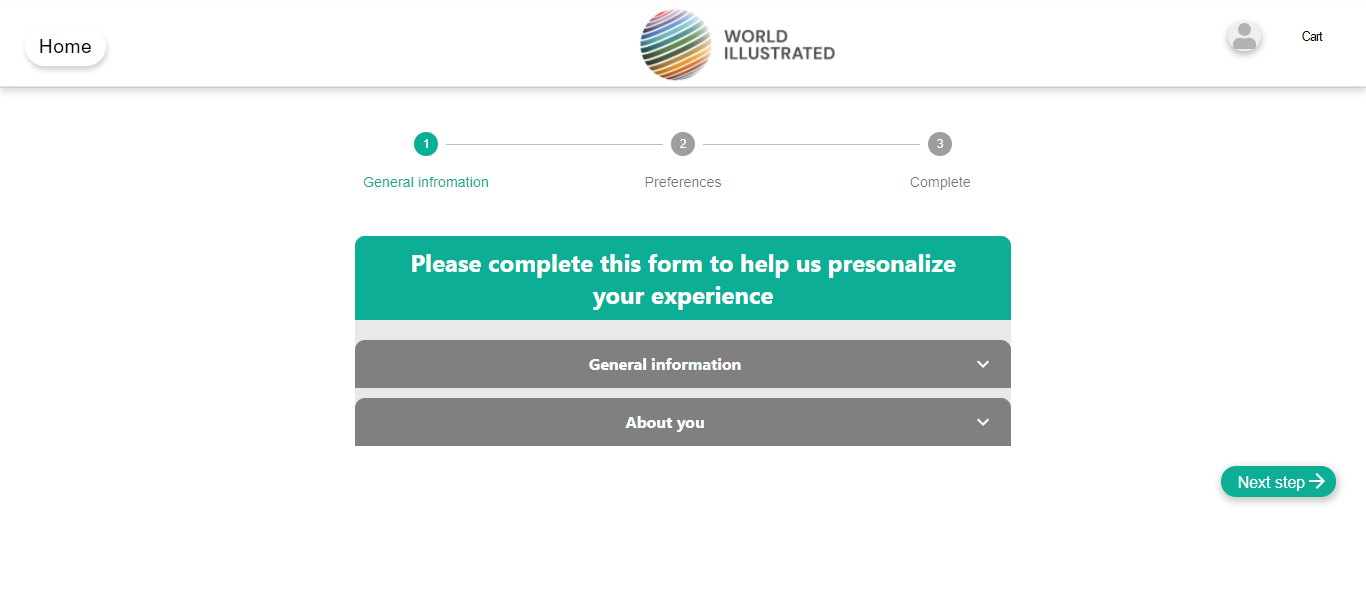 Home
WORLD
ILLUSTRATED
Cart
1
2
3
General infromation
Preferences
Complete
Please complete this form to help us presonalize
your experience
General information
About you
Next step